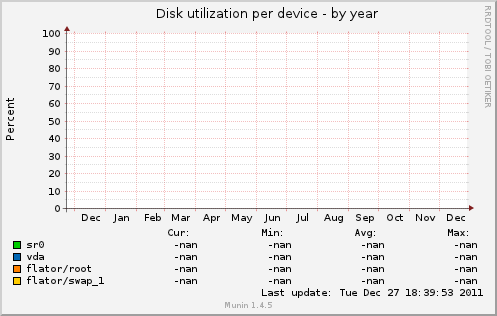 Disk utilization per device - by year
RRDTOOL / TOBI OETIKER
Percent
100
90
80
70
60
50
40
30
20
10
0
Dec Jan Feb Mar Apr May Jun Jul Aug Sep Oct Nov Dec
Cur: Min: Avg: Max:
sr0 -nan -nan -nan -nan
vda -nan -nan -nan -nan
flator/root -nan -nan -nan -nan
flator/swap_1 -nan -nan -nan -nan
Last update: Tue Dec 27 18:39:53 2011
Munin 1.4.5